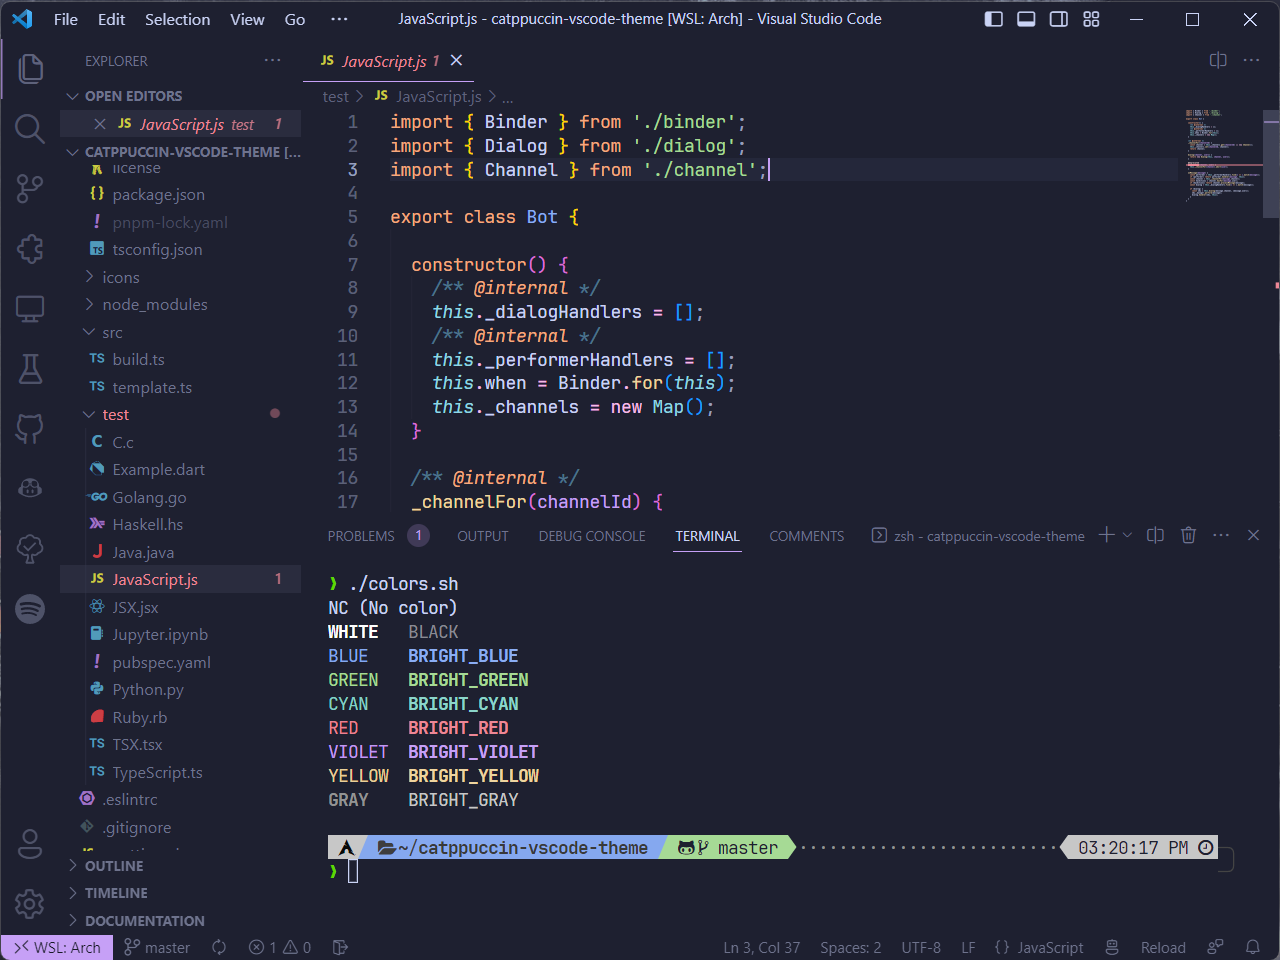 File Edit Selection View Go ··· JavaScript.js - catppuccin-vscode-theme [WSL: Arch] - Visual Studio Code
EXPLORER
OPEN EDITORS
JS JavaScript.js test 1
CATPPUCCIN-VSCODE-THEME [...
license
{} package.json
! pnpm-lock.yaml
TS tsconfig.json
icons
node_modules
src
TS build.ts
TS template.ts
test
C C.c
Example.dart
GO Golang.go
Haskell.hs
J Java.java
JS JavaScript.js 1
JSX.jsx
Jupyter.ipynb
! pubspec.yaml
Python.py
Ruby.rb
TS TSX.tsx
TS TypeScript.ts
.eslintrc
.gitignore
OUTLINE
TIMELINE
DOCUMENTATION
JS JavaScript.js 1
test > JS JavaScript.js > ...
1 import { Binder } from './binder';
2 import { Dialog } from './dialog';
3 import { Channel } from './channel';
4
5 export class Bot {
6
7 constructor() {
8 /** @internal */
9 this._dialogHandlers = [];
10 /** @internal */
11 this._performerHandlers = [];
12 this.when = Binder.for(this);
13 this._channels = new Map();
14 }
15
16 /** @internal */
17 _channelFor(channelId) {
PROBLEMS 1 OUTPUT DEBUG CONSOLE TERMINAL COMMENTS zsh - catppuccin-vscode-theme
❯ ./colors.sh
NC (No color)
WHITE BLACK
BLUE BRIGHT_BLUE
GREEN BRIGHT_GREEN
CYAN BRIGHT_CYAN
RED BRIGHT_RED
VIOLET BRIGHT_VIOLET
YELLOW BRIGHT_YELLOW
GRAY BRIGHT_GRAY
~/catppuccin-vscode-theme master 03:20:17 PM
❯
WSL: Arch master 1 0 Ln 3, Col 37 Spaces: 2 UTF-8 LF {} JavaScript Reload